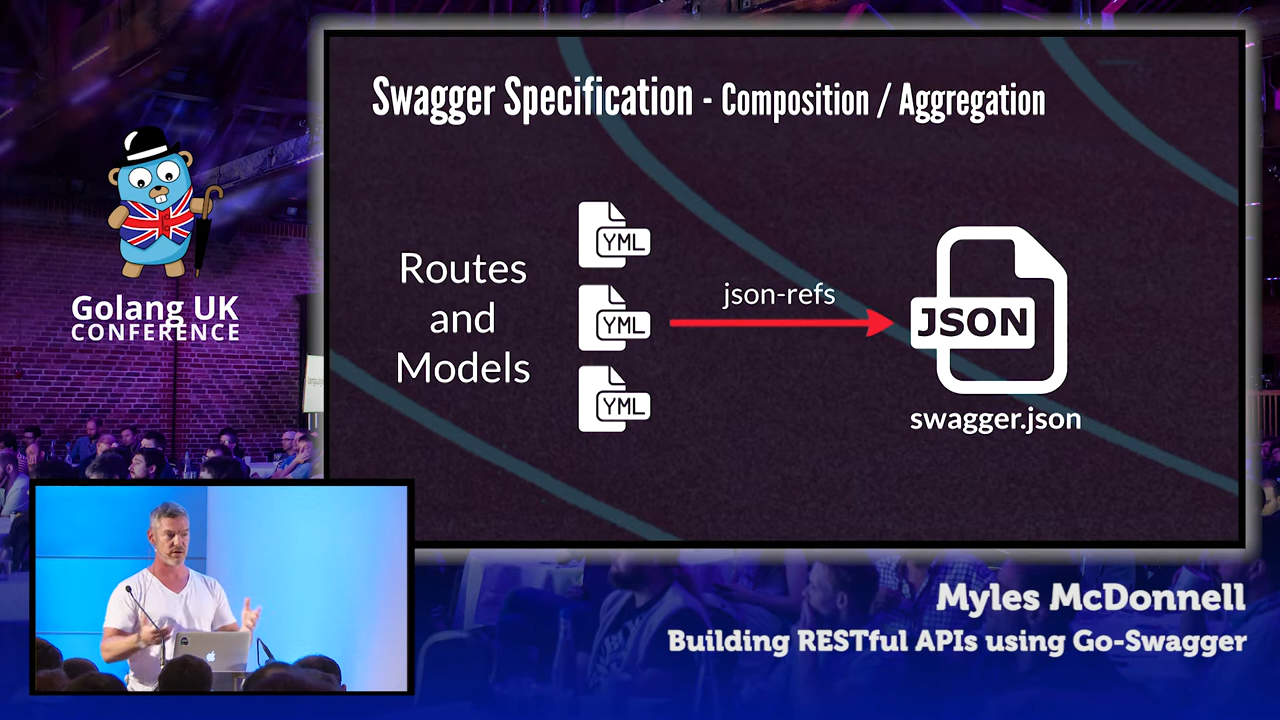 Swagger Specification - Composition / Aggregation
Routes
and
Models
YML
YML
YML
json-refs
JSON
swagger.json
Golang UK
CONFERENCE
Myles McDonnell
Building RESTful APIs using Go-Swagger